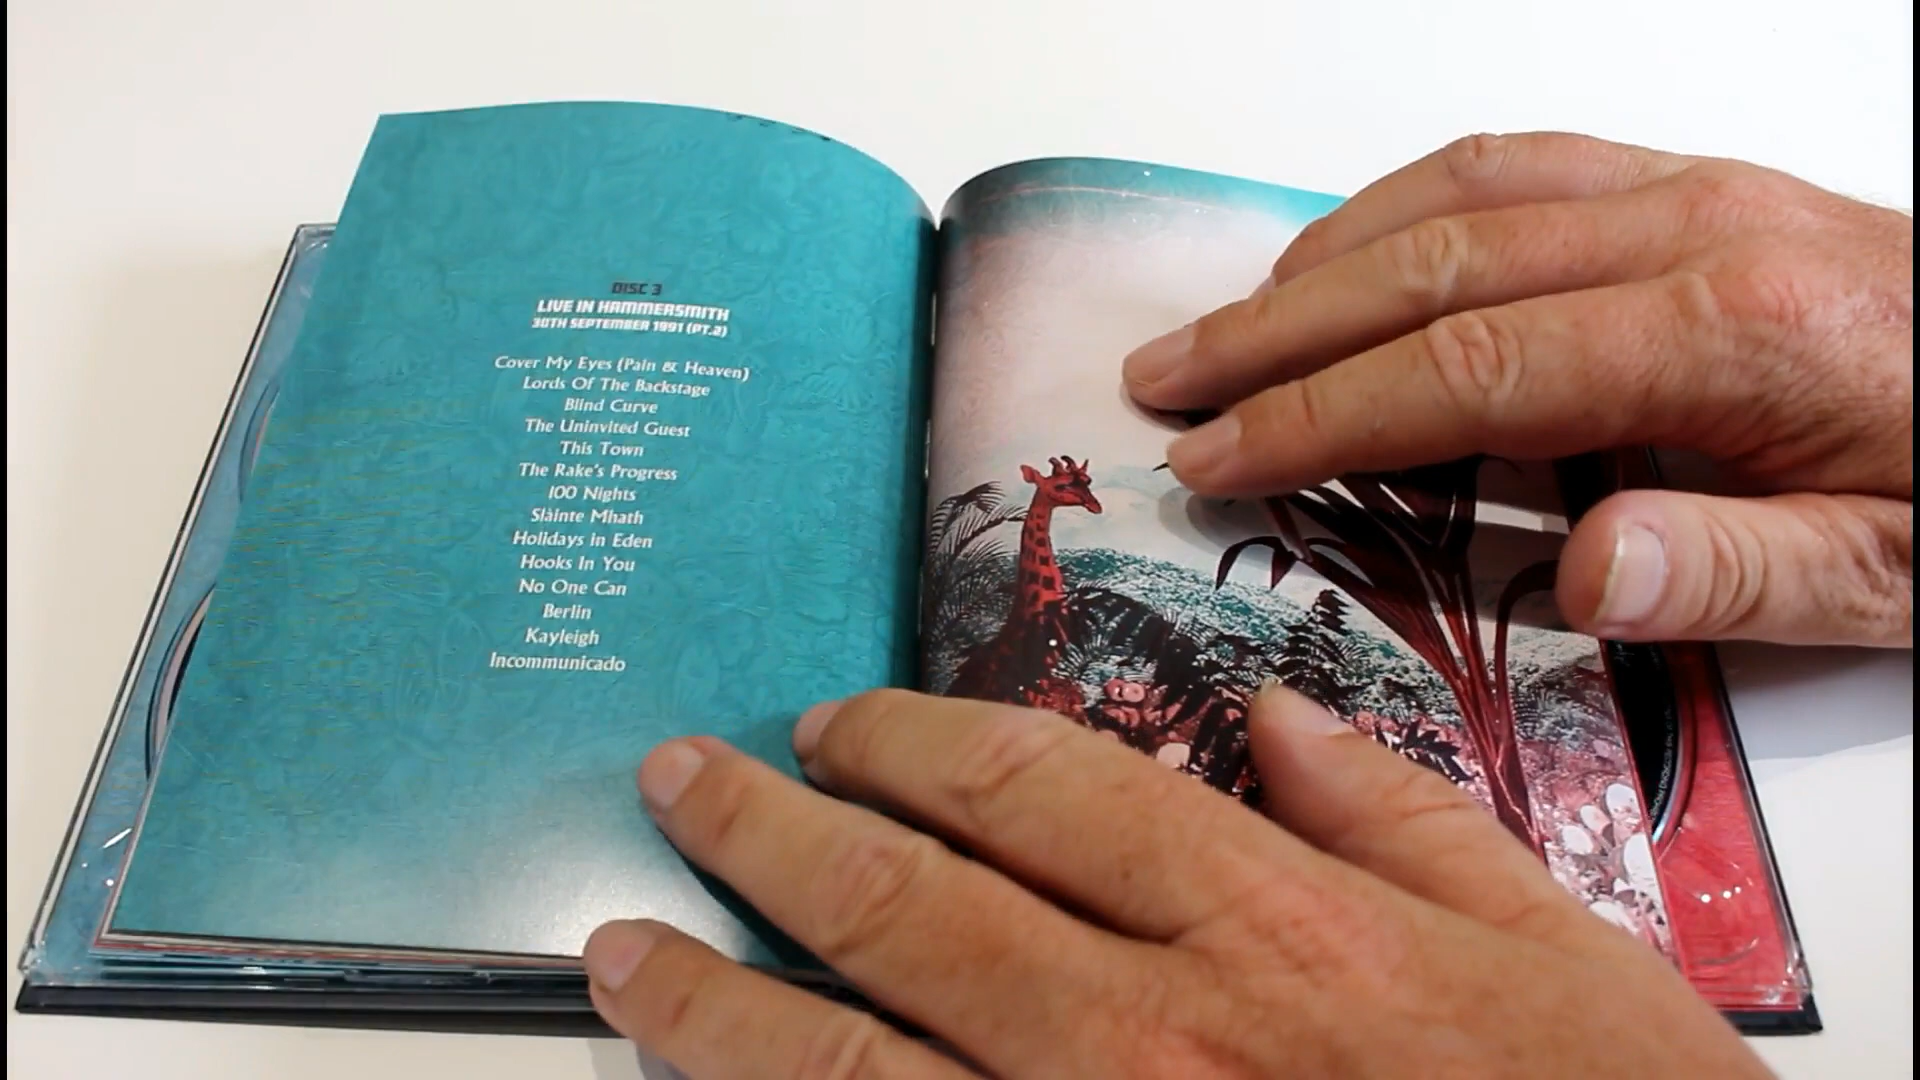 DISC 3
LIVE IN HAMMERSMITH
30TH SEPTEMBER 1991 (PT.2)
Cover My Eyes (Pain & Heaven)
Lords Of The Backstage
Blind Curve
The Uninvited Guest
This Town
The Rake's Progress
100 Nights
Slàinte Mhath
Holidays in Eden
Hooks In You
No One Can
Berlin
Kayleigh
Incommunicado